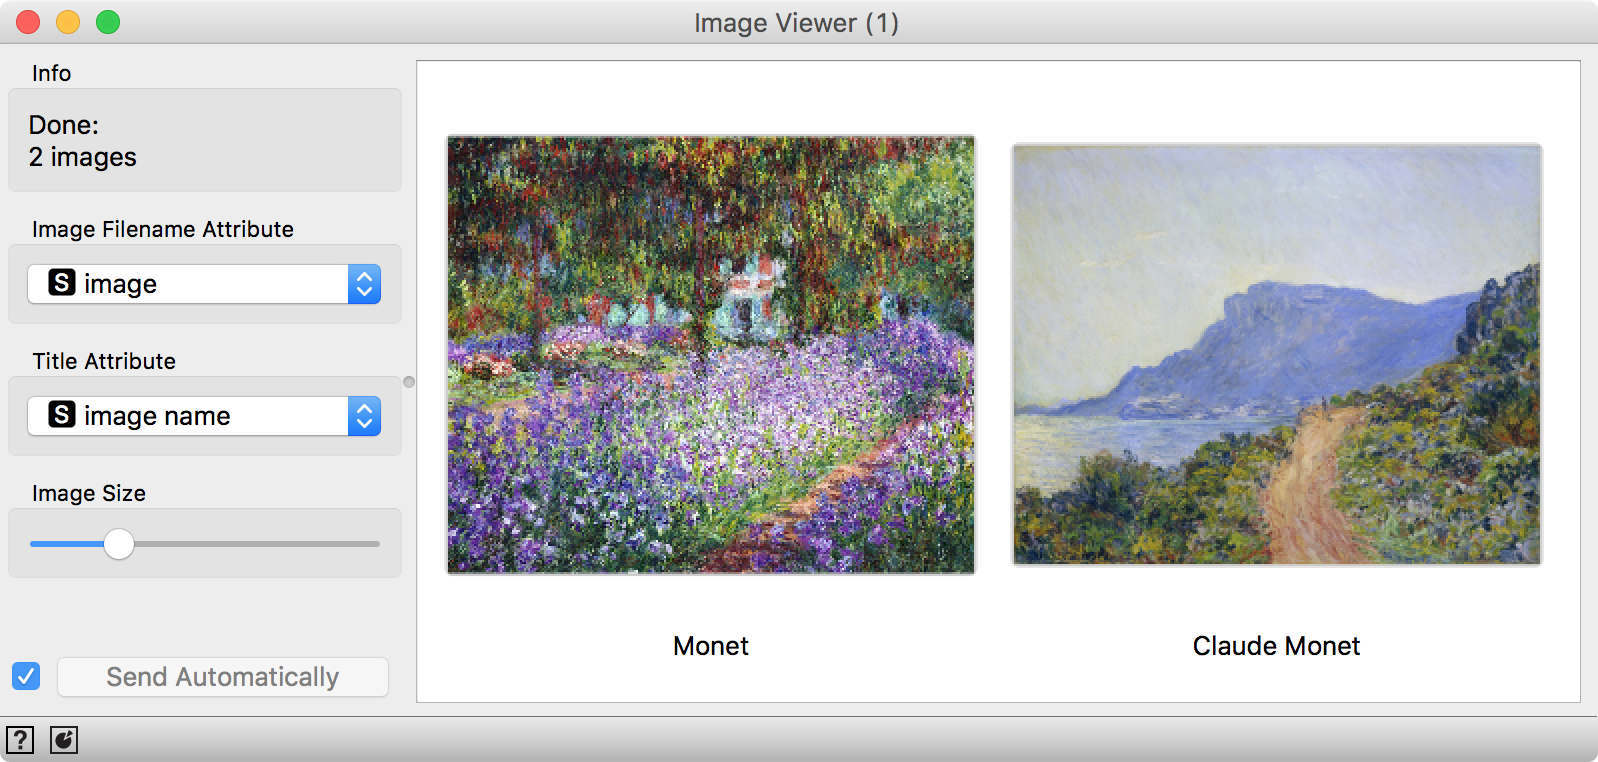 Image Viewer (1)
Info
Done:
2 images
Image Filename Attribute
S image
Title Attribute
S image name
Image Size
Send Automatically
Monet
Claude Monet
?